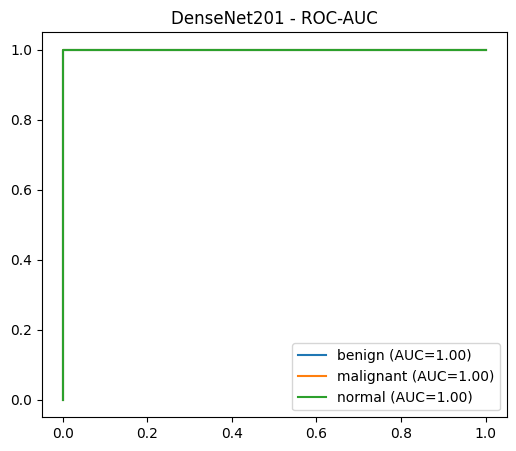 DenseNet201 - ROC-AUC
1.0
0.8
0.6
0.4
0.2
0.0
benign (AUC=1.00)
malignant (AUC=1.00)
normal (AUC=1.00)
0.0 0.2 0.4 0.6 0.8 1.0